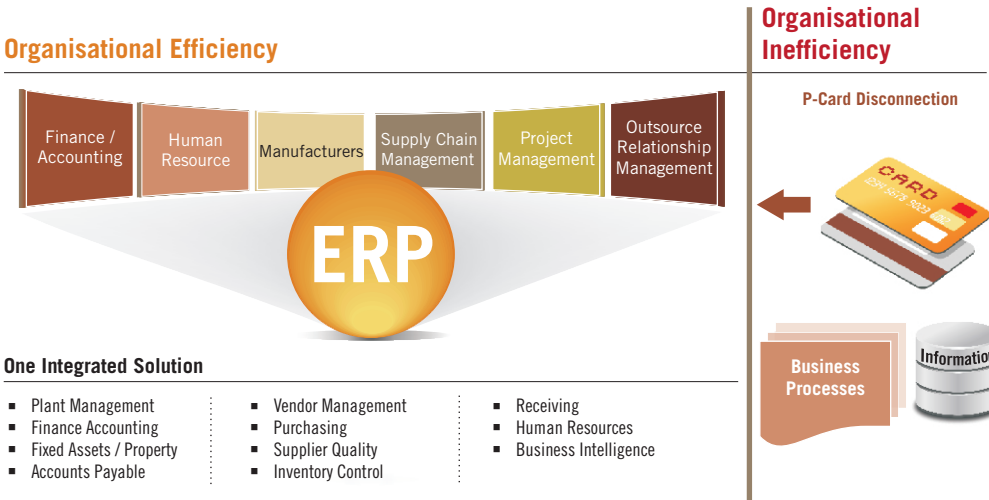 Organisational Efficiency
Finance /
Accounting
Human
Resource
Manufacturers
Supply Chain
Management
Project
Management
Outsource
Relationship
Management
ERP
One Integrated Solution
▪ Plant Management
▪ Finance Accounting
▪ Fixed Assets / Property
▪ Accounts Payable
▪ Vendor Management
▪ Purchasing
▪ Supplier Quality
▪ Inventory Control
▪ Receiving
▪ Human Resources
▪ Business Intelligence
Organisational
Inefficiency
P-Card Disconnection
CARD
Business
Processes
Informatio